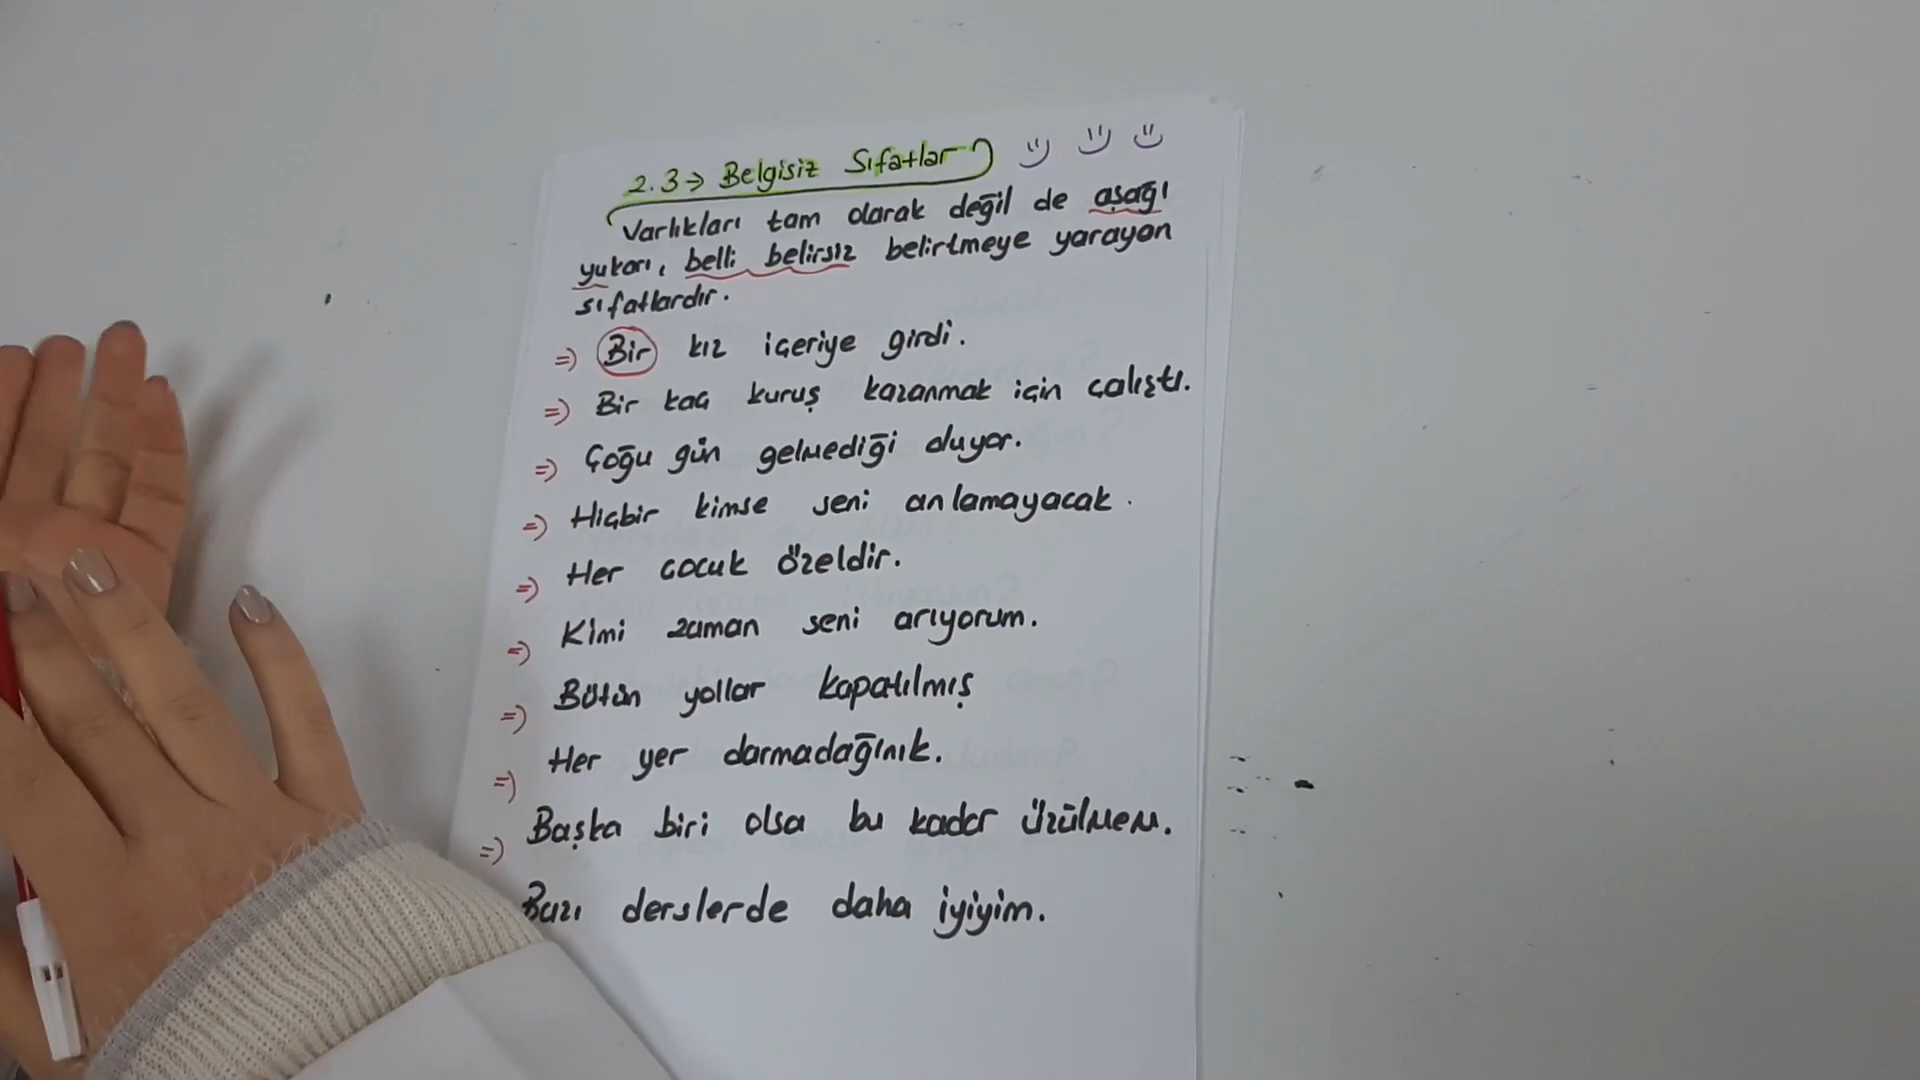 2.3→ Belgisiz Sıfatlar
Varlıkları tam olarak değil de aşağı
yukarı, belli belirsiz belirtmeye yarayan
sıfatlardır.
⇒ Bir kız içeriye girdi.
⇒ Bir kaç kuruş kazanmak için çalıştı.
⇒ Çoğu gün gelmediği oluyor.
⇒ Hiçbir kimse seni anlamayacak.
⇒ Her çocuk özeldir.
⇒ Kimi zaman seni arıyorum.
⇒ Bütün yollar kapatılmış
⇒ Her yer darmadağınık.
⇒ Başka biri olsa bu kadar üzülmem.
Bazı derslerde daha iyiyim.